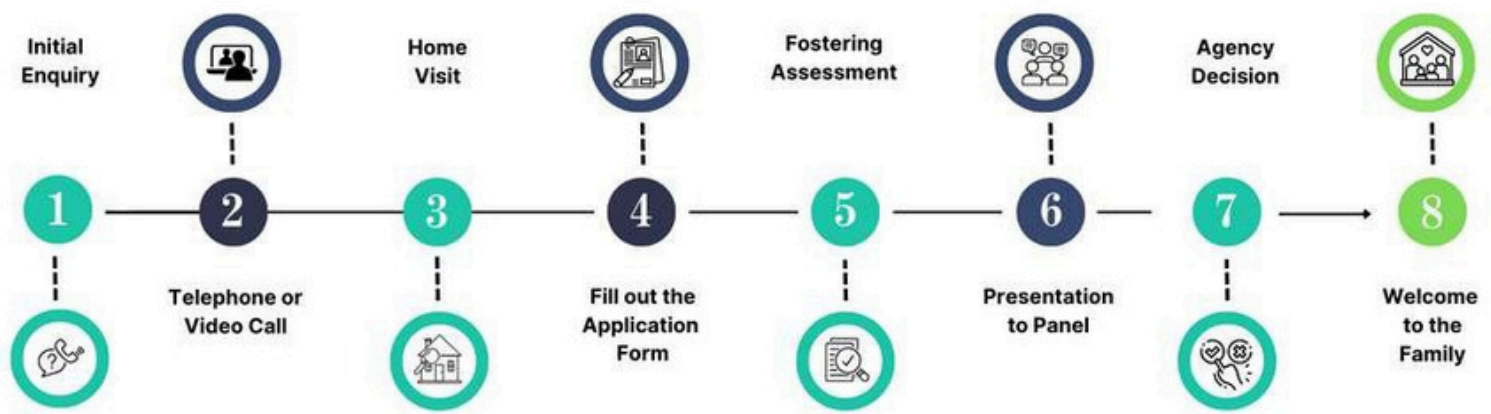 Initial
Enquiry
1
2
Telephone or
Video Call
Home
Visit
3
4
Fill out the
Application
Form
Fostering
Assessment
5
6
Presentation
to Panel
Agency
Decision
7
8
Welcome
to the
Family
?